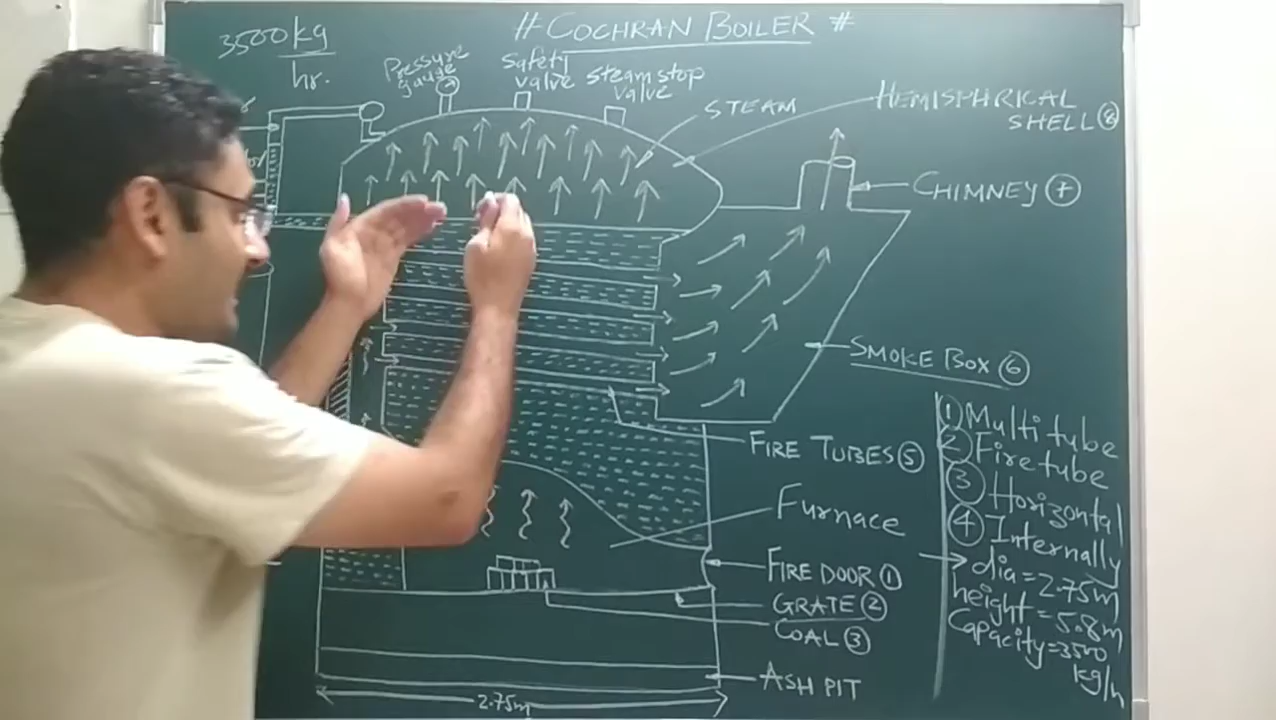 # COCHRAN BOILER #
3500 kg
hr.
Pressure
gauge
Safety
valve
steam stop
valve
STEAM
HEMISPHRICAL
SHELL 8
CHIMNEY 7
SMOKE BOX 6
FIRE TUBES 5
Furnace
FIRE DOOR 1
GRATE 2
COAL 3
ASH PIT
2.75m
1 Multi tube
2 Fire tube
3 Horizontal
4 Internally
→ dia = 2.75m
height = 5.8m
Capacity = 3500
kg/h